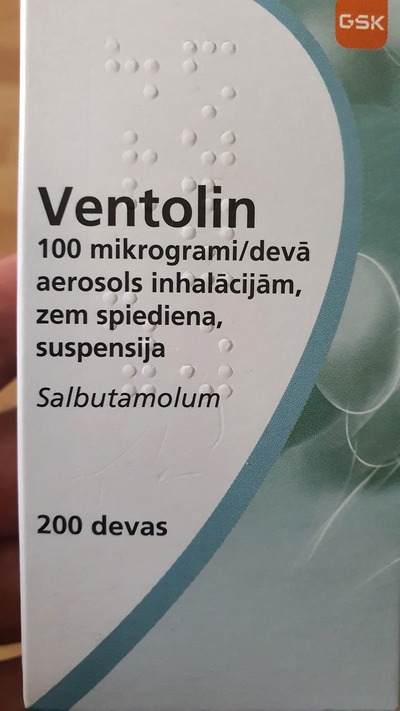 GSK
Ventolin
100 mikrogrami/devā
aerosols inhalācijām,
zem spiediena,
suspensija
Salbutamolum
200 devas